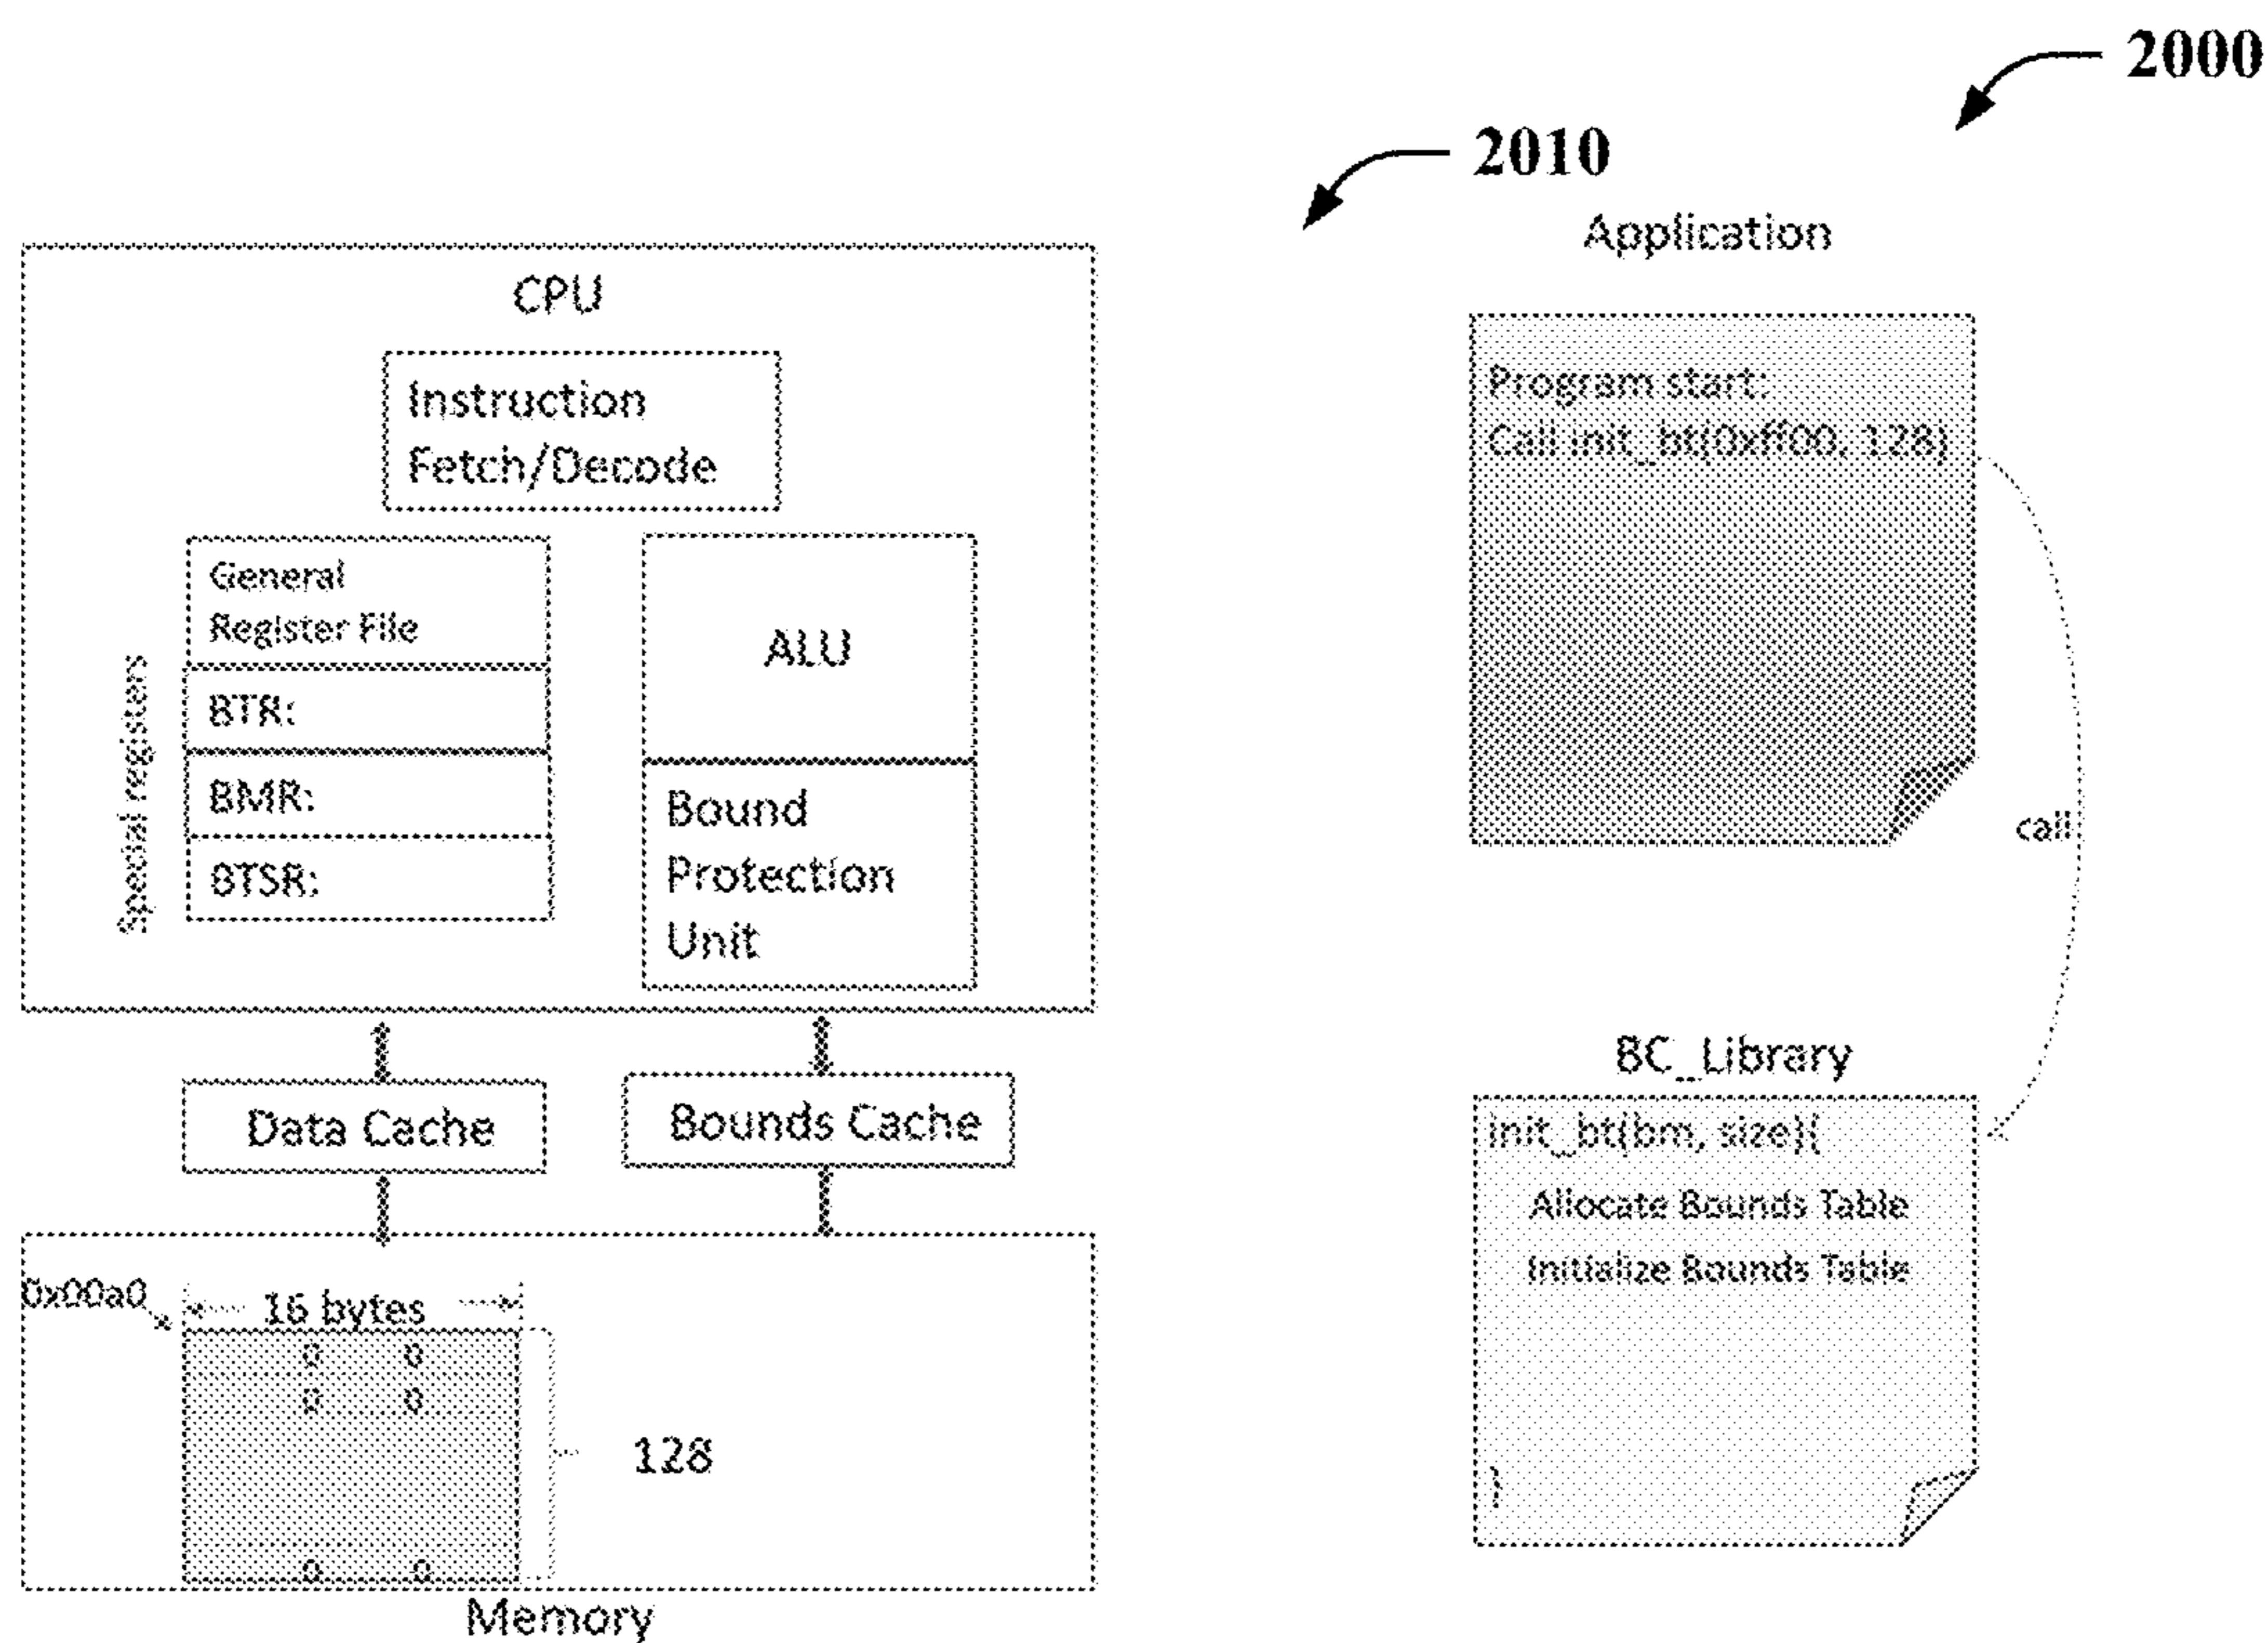 2000
2010
CPU
Instruction
Fetch/Decode
General
Register File
Special registers
BTR:
BMR:
BTSR:
ALU
Bound
Protection
Unit
Data Cache
Bounds Cache
0x00a0
16 bytes
0 0
0 0
0 0
128
Memory
Application
Program start:
Call init_bt(0xff00, 128)
call
BC_Library
init_bt(bm, size){
Allocate Bounds Table
Initialize Bounds Table
}